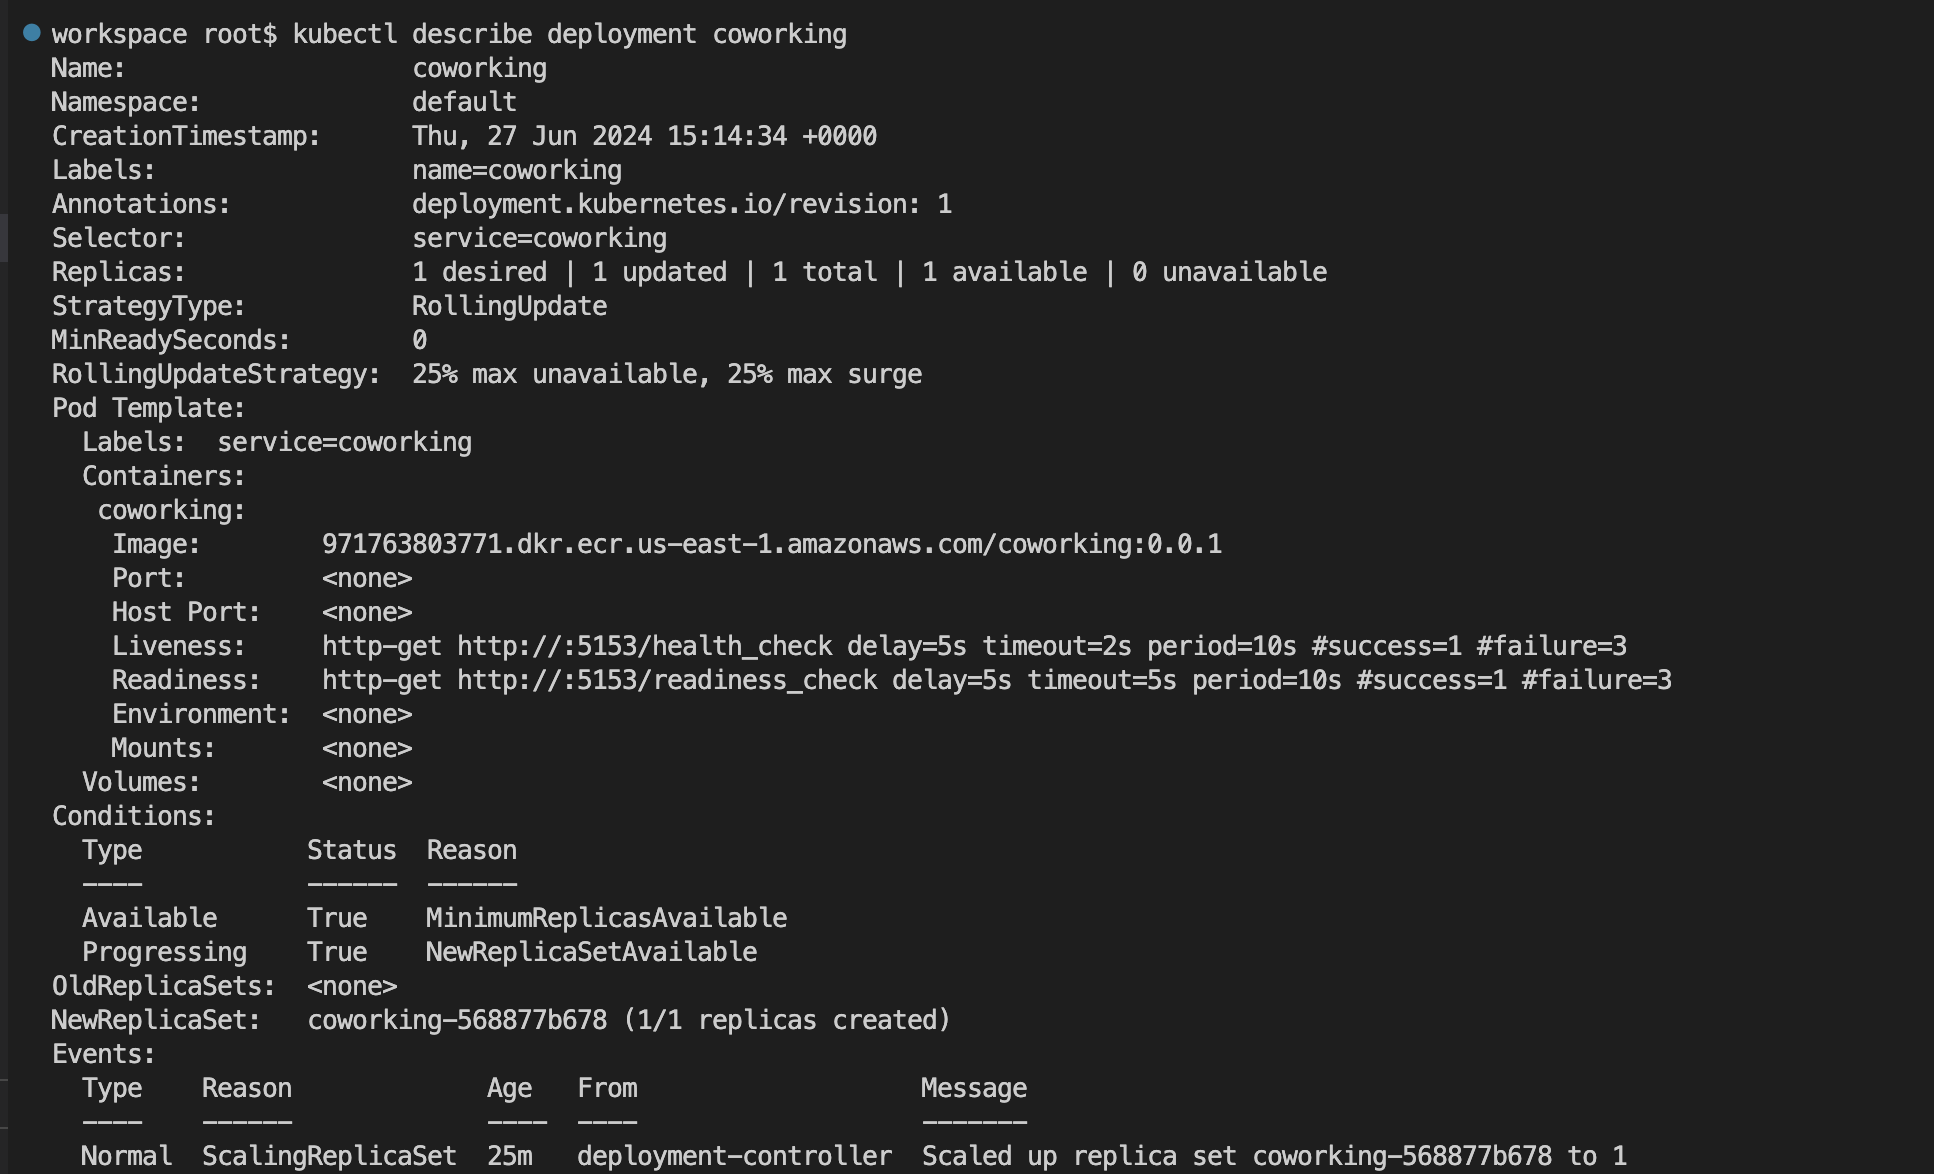 workspace root$ kubectl describe deployment coworking
Name:                   coworking
Namespace:              default
CreationTimestamp:      Thu, 27 Jun 2024 15:14:34 +0000
Labels:                 name=coworking
Annotations:            deployment.kubernetes.io/revision: 1
Selector:               service=coworking
Replicas:               1 desired | 1 updated | 1 total | 1 available | 0 unavailable
StrategyType:           RollingUpdate
MinReadySeconds:        0
RollingUpdateStrategy:  25% max unavailable, 25% max surge
Pod Template:
  Labels:  service=coworking
  Containers:
   coworking:
    Image:        971763803771.dkr.ecr.us-east-1.amazonaws.com/coworking:0.0.1
    Port:         <none>
    Host Port:    <none>
    Liveness:     http-get http://:5153/health_check delay=5s timeout=2s period=10s #success=1 #failure=3
    Readiness:    http-get http://:5153/readiness_check delay=5s timeout=5s period=10s #success=1 #failure=3
    Environment:  <none>
    Mounts:       <none>
  Volumes:        <none>
Conditions:
  Type           Status  Reason
  ----           ------  ------
  Available      True    MinimumReplicasAvailable
  Progressing    True    NewReplicaSetAvailable
OldReplicaSets:  <none>
NewReplicaSet:   coworking-568877b678 (1/1 replicas created)
Events:
  Type    Reason             Age   From                   Message
  ----    ------             ----  ----                   -------
  Normal  ScalingReplicaSet  25m   deployment-controller  Scaled up replica set coworking-568877b678 to 1